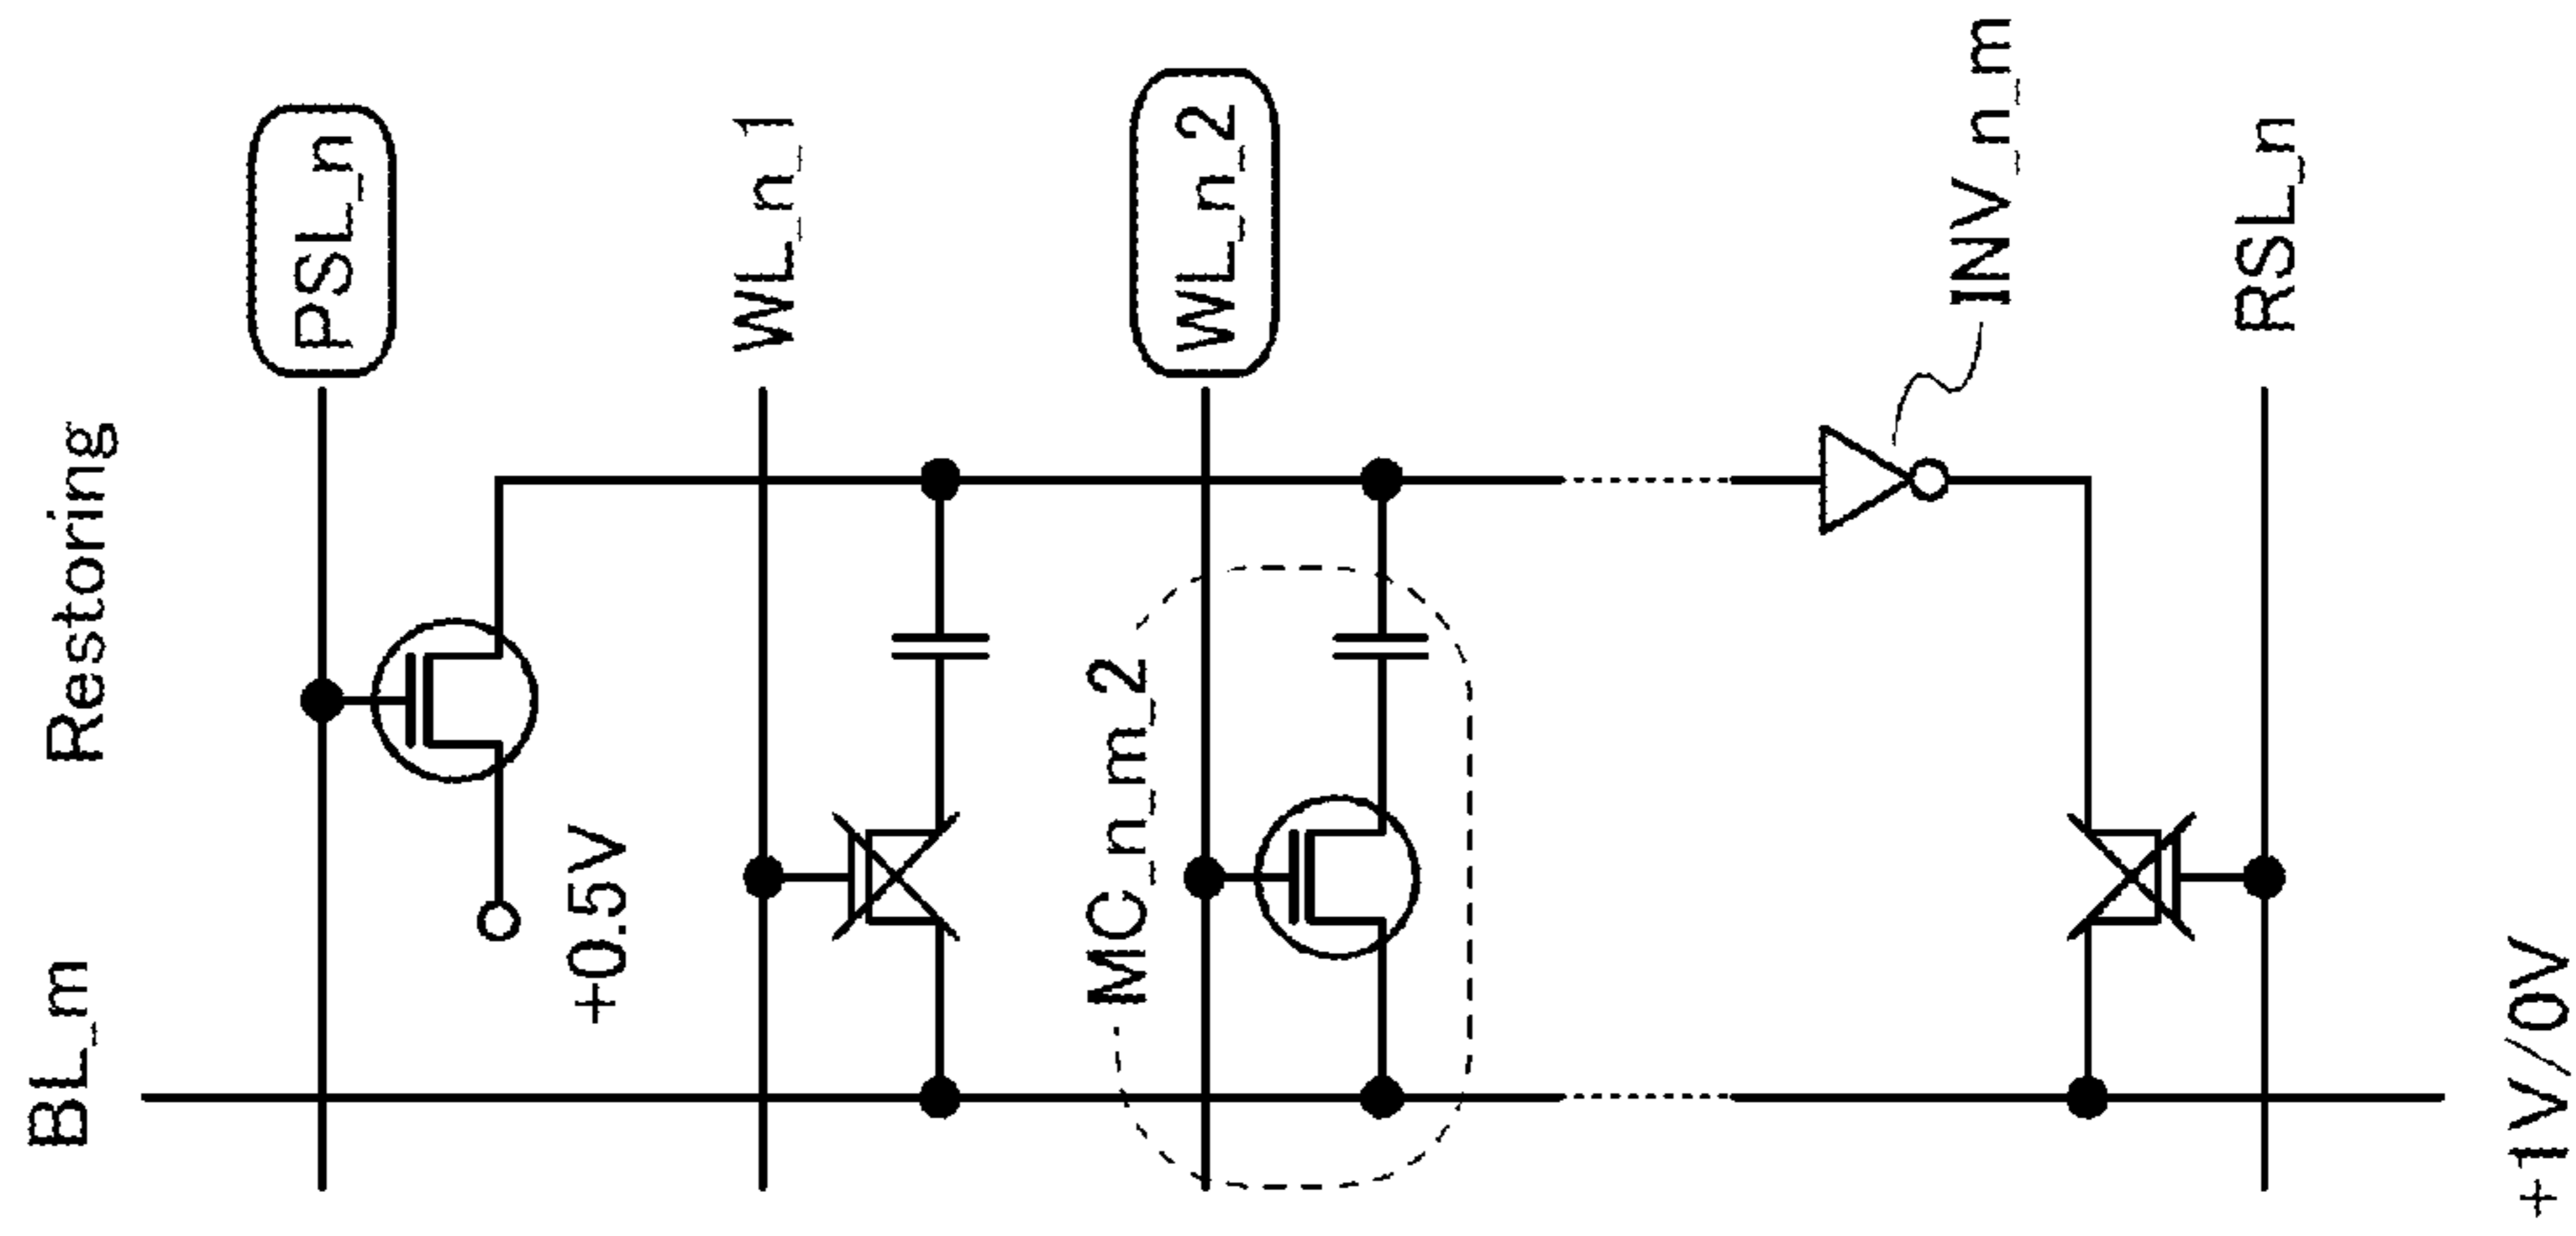 Restoring
BL_m
PSL_n
+0.5V
WL_n_1
MC_n_m_2
WL_n_2
INV_n_m
RSL_n
+1V/0V